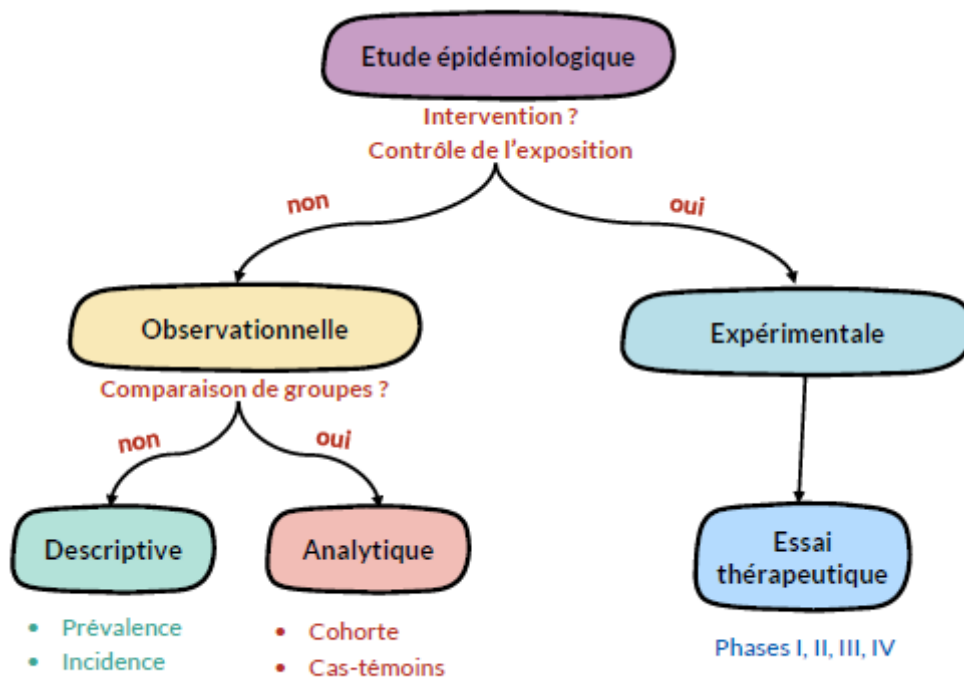 Etude épidémiologique
Intervention ?
Contrôle de l'exposition
non
oui
Observationnelle
Expérimentale
Comparaison de groupes ?
non
oui
Descriptive
Analytique
Essai
thérapeutique
• Prévalence
• Incidence
• Cohorte
• Cas-témoins
Phases I, II, III, IV